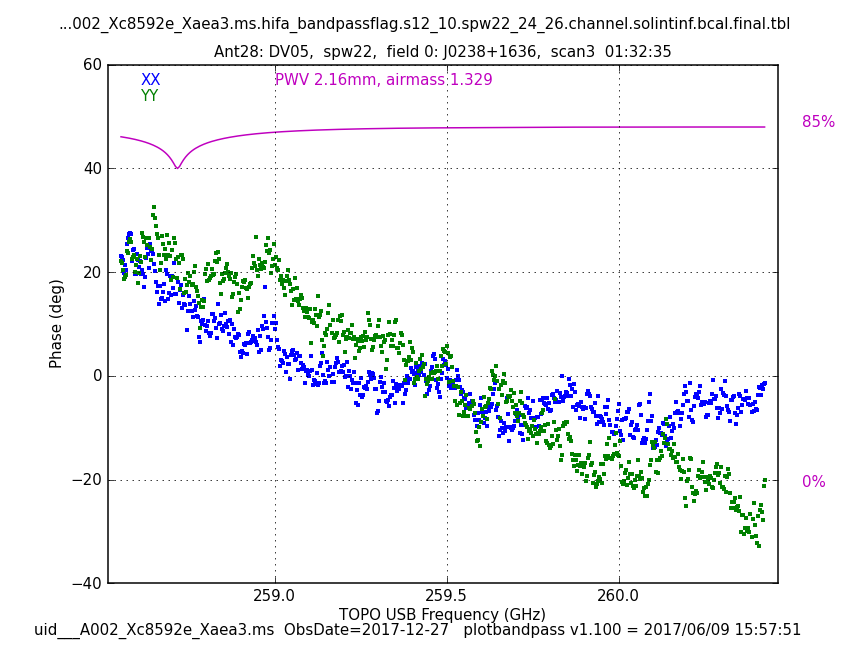 ...002_Xc8592e_Xaea3.ms.hifa_bandpassflag.s12_10.spw22_24_26.channel.solintinf.bcal.final.tbl
Ant28: DV05, spw22, field 0: J0238+1636, scan3 01:32:35
XX
YY
PWV 2.16mm, airmass 1.329
85%
0%
60
40
20
0
−20
−40
Phase (deg)
259.0
259.5
260.0
TOPO USB Frequency (GHz)
uid___A002_Xc8592e_Xaea3.ms ObsDate=2017-12-27 plotbandpass v1.100 = 2017/06/09 15:57:51